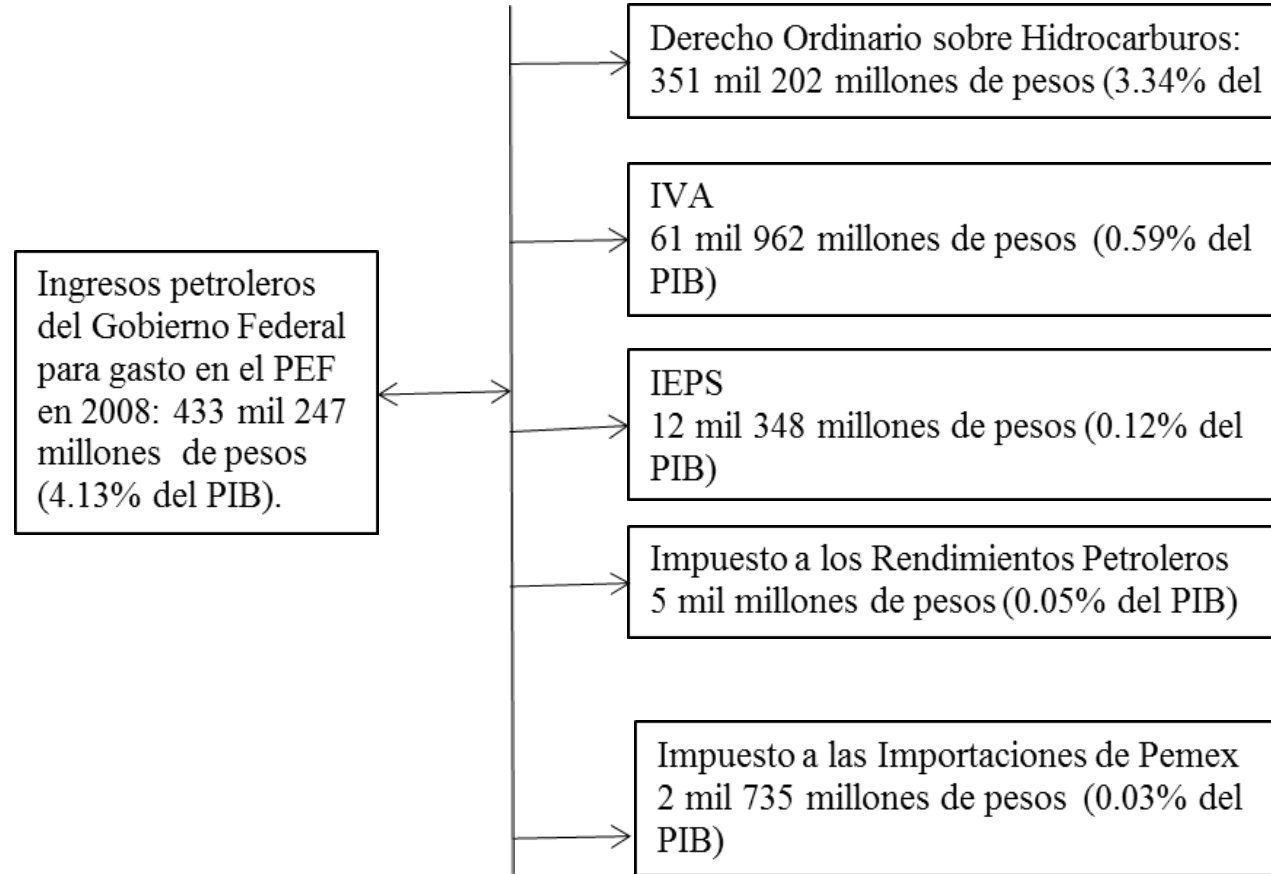 Derecho Ordinario sobre Hidrocarburos:
351 mil 202 millones de pesos (3.34% del
IVA
61 mil 962 millones de pesos (0.59% del
PIB)
Ingresos petroleros
del Gobierno Federal
para gasto en el PEF
en 2008: 433 mil 247
millones de pesos
(4.13% del PIB).
IEPS
12 mil 348 millones de pesos (0.12% del
PIB)
Impuesto a los Rendimientos Petroleros
5 mil millones de pesos (0.05% del PIB)
Impuesto a las Importaciones de Pemex
2 mil 735 millones de pesos (0.03% del
PIB)